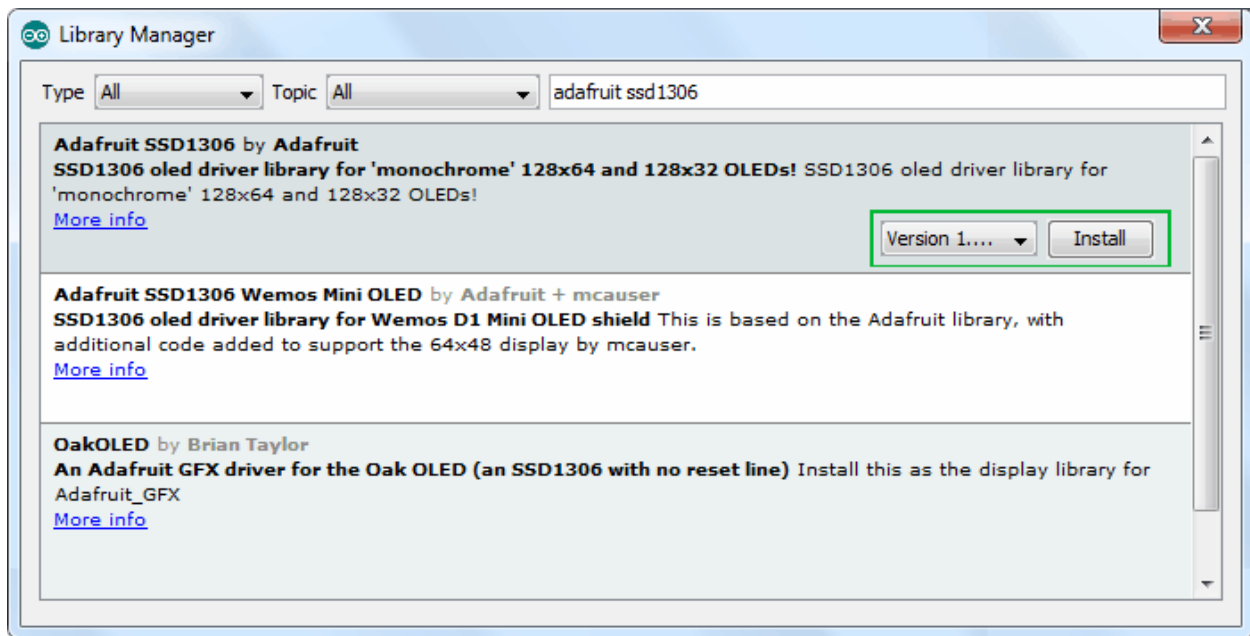 Library Manager
Type All Topic All adafruit ssd1306
Adafruit SSD1306 by Adafruit
SSD1306 oled driver library for 'monochrome' 128x64 and 128x32 OLEDs! SSD1306 oled driver library for
'monochrome' 128x64 and 128x32 OLEDs!
More info
Version 1.... Install
Adafruit SSD1306 Wemos Mini OLED by Adafruit + mcauser
SSD1306 oled driver library for Wemos D1 Mini OLED shield This is based on the Adafruit library, with
additional code added to support the 64x48 display by mcauser.
More info
OakOLED by Brian Taylor
An Adafruit GFX driver for the Oak OLED (an SSD1306 with no reset line) Install this as the display library for
Adafruit_GFX
More info